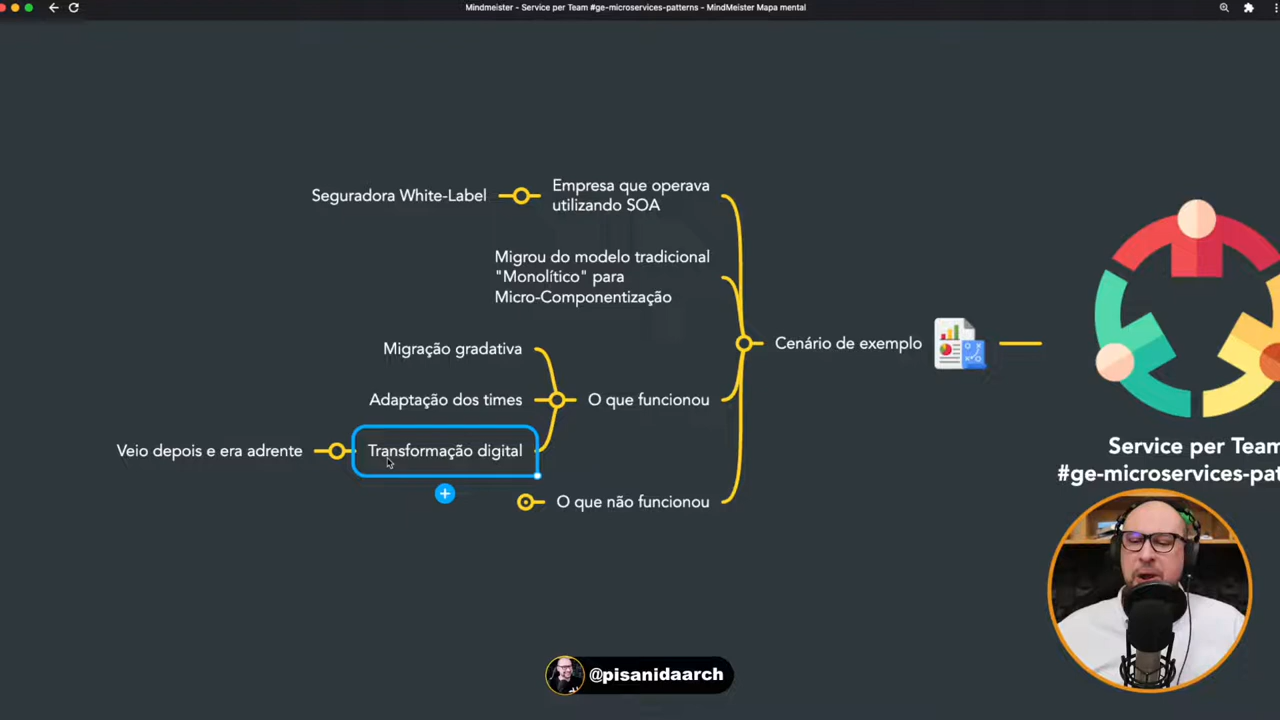 Mindmeister - Service per Team #ge-microservices-patterns - MindMeister Mapa mental
Seguradora White-Label
Empresa que operava
utilizando SOA
Migrou do modelo tradicional
"Monolítico" para
Micro-Componentização
Migração gradativa
Cenário de exemplo
Adaptação dos times
O que funcionou
Veio depois e era adrente
Transformação digital
O que não funcionou
Service per Team
#ge-microservices-pat
@pisanidaarch